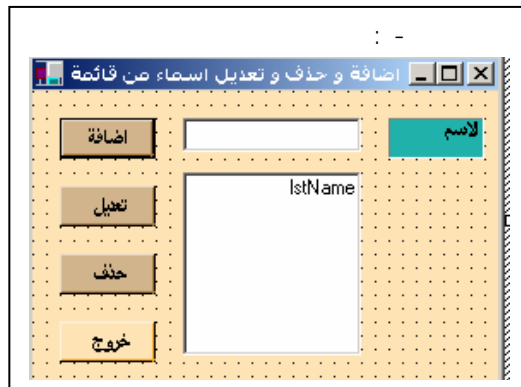 : -
اضافة و حذف و تعديل اسماء من قائمة
لاسم
اضافة
lstName
تعديل
حذف
خروج